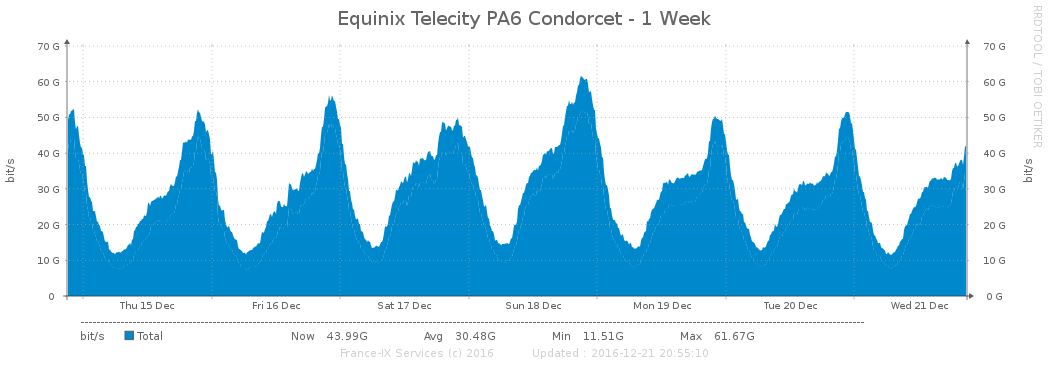 Equinix Telecity PA6 Condorcet - 1 Week
RRDTOOL / TOBI OETIKER
70 G 70 G
60 G 60 G
50 G 50 G
40 G 40 G
30 G 30 G
20 G 20 G
10 G 10 G
0 0 G
bit/s
bit/s
Thu 15 Dec Fri 16 Dec Sat 17 Dec Sun 18 Dec Mon 19 Dec Tue 20 Dec Wed 21 Dec
bit/s Total Now 43.99G Avg 30.48G Min 11.51G Max 61.67G
France-IX Services (c) 2016 Updated : 2016-12-21 20:55:10